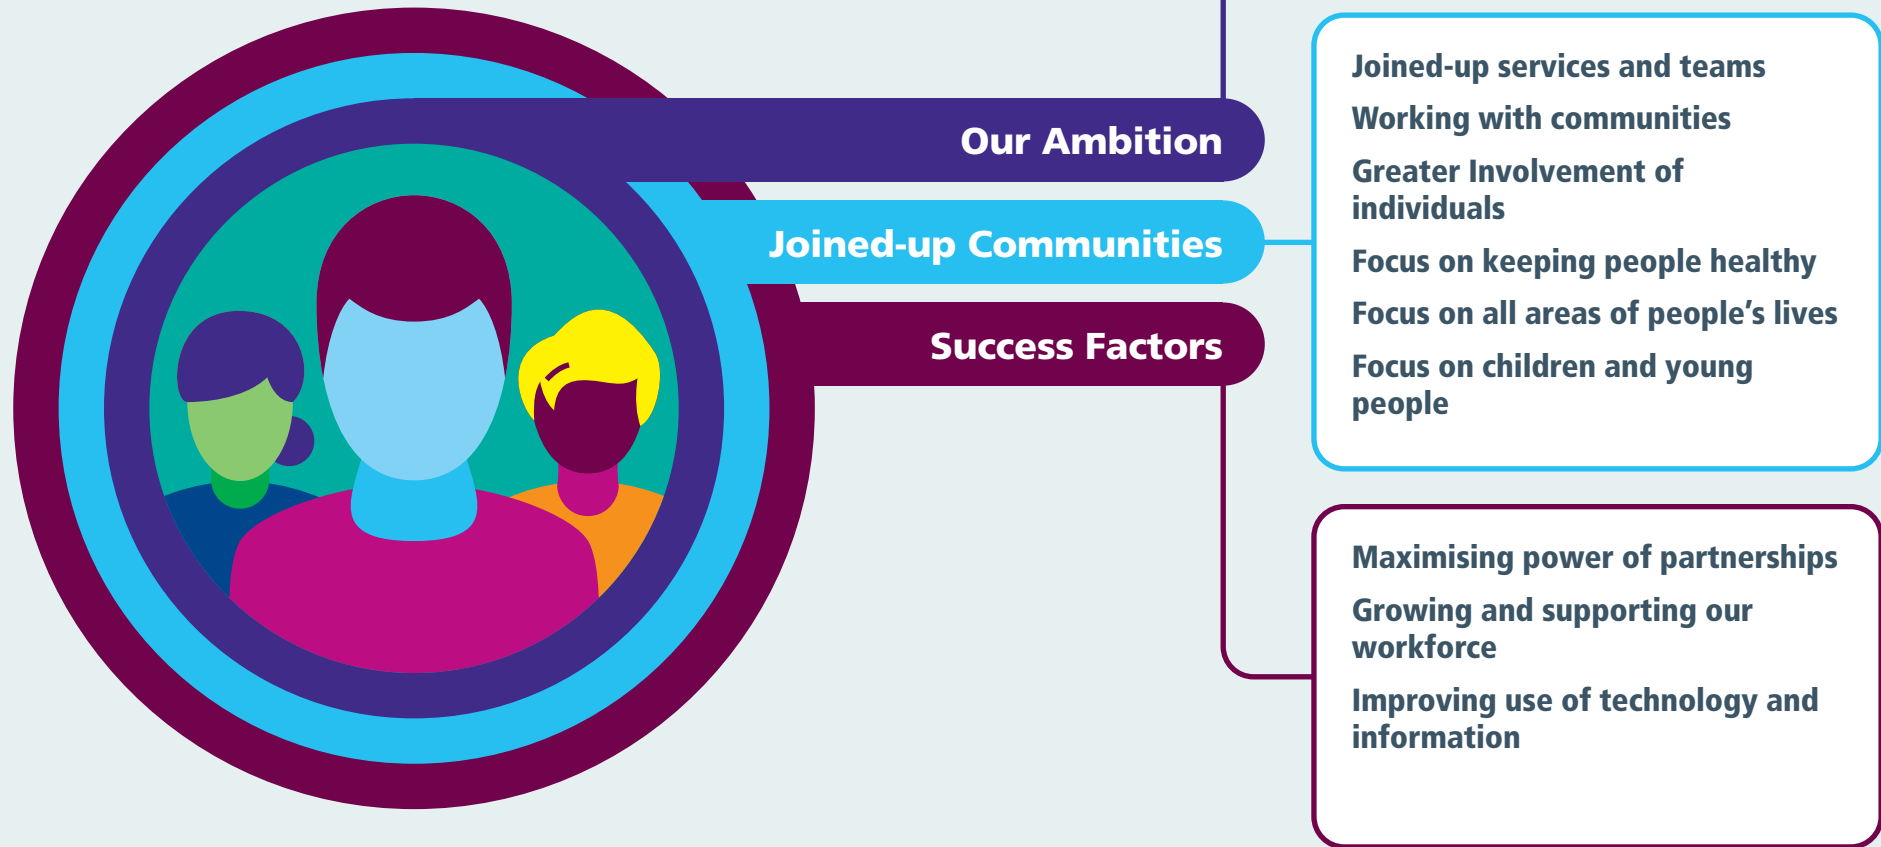 Our Ambition
Joined-up Communities
Success Factors
Joined-up services and teams
Working with communities
Greater Involvement of
individuals
Focus on keeping people healthy
Focus on all areas of people’s lives
Focus on children and young
people
Maximising power of partnerships
Growing and supporting our
workforce
Improving use of technology and
information